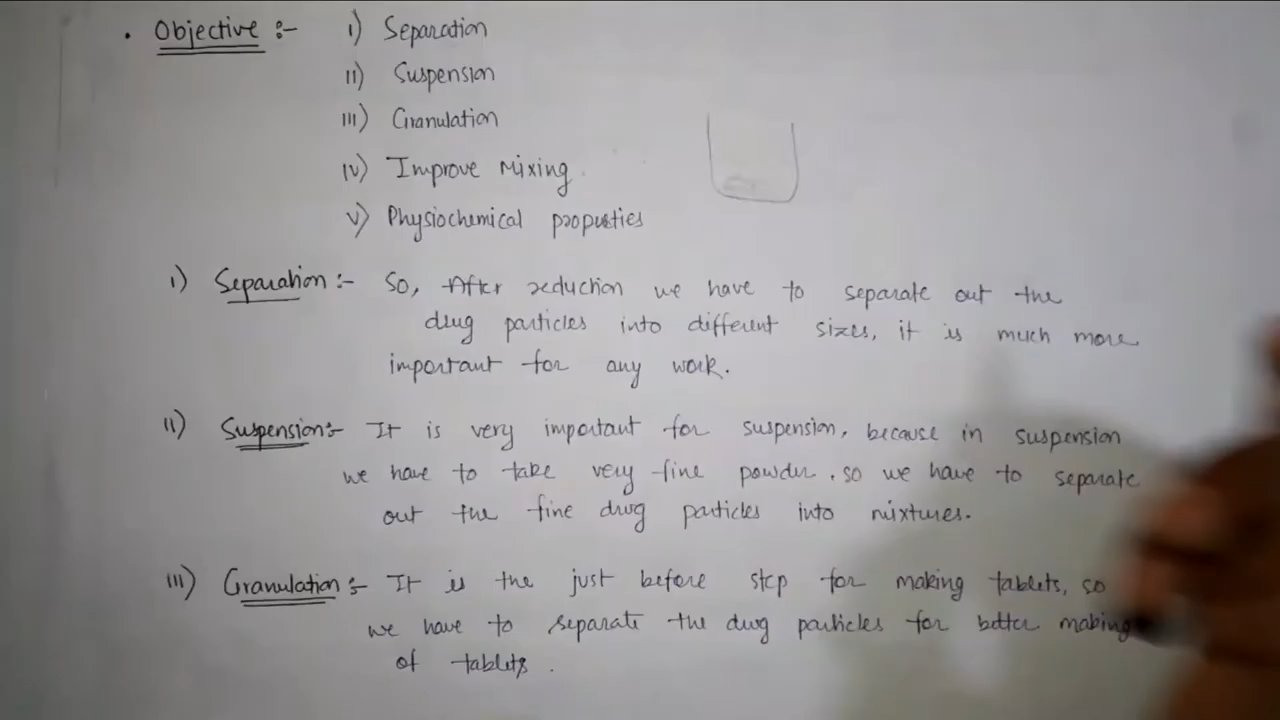 . Objective :- i) Separation
ii) Suspension
iii) Granulation
iv) Improve Mixing.
v) Physiochemical properties
i) Separation :- So, After reduction we have to separate out the
drug particles into different sizes, it is much more
important for any work.
ii) Suspension :- It is very important for suspension, because in suspension
we have to take very fine powder. so we have to separate
out the fine drug particles into mixtures.
iii) Granulation :- It is the just before step for making tablets, so
we have to separate the drug particles for better making
of tablets.